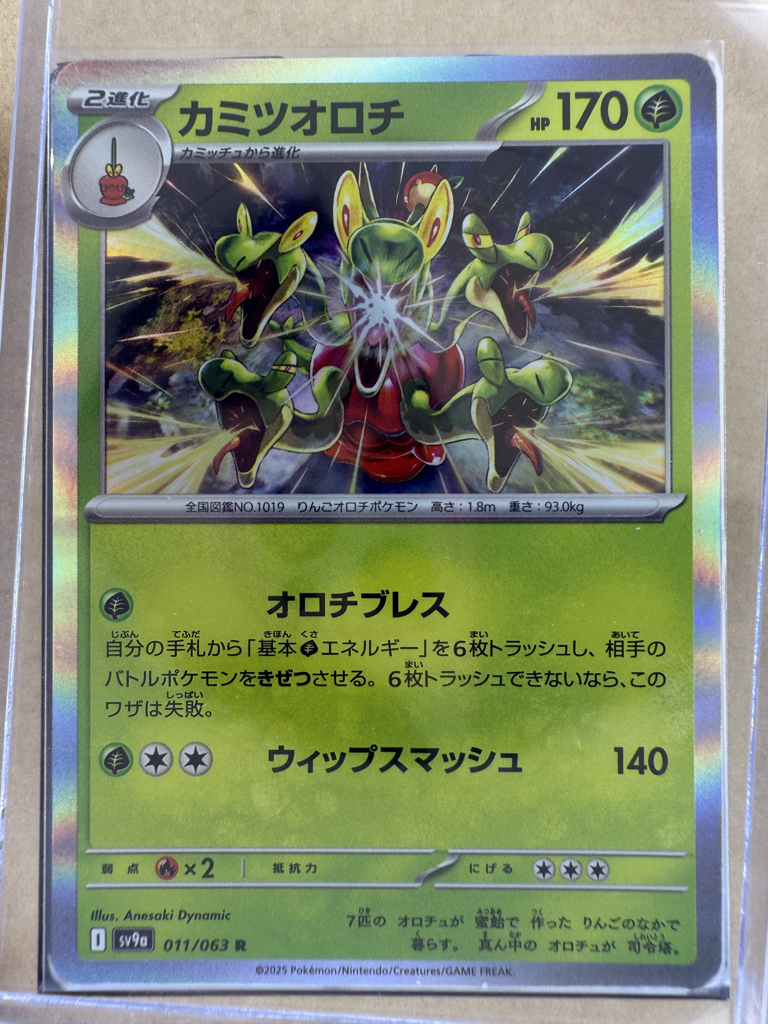 2進化
カミツオロチ
HP 170
カミッチュから進化
全国図鑑NO.1019 りんごオロチポケモン 高さ:1.8m 重さ:93.0kg
オロチブレス
自分の手札から「基本エネルギー」を6枚トラッシュし、相手の
バトルポケモンをきぜつさせる。6枚トラッシュできないなら、この
ワザは失敗。
ウィップスマッシュ 140
弱点 ×2 抵抗力 にげる
Illus. Anesaki Dynamic
I sv9a 011/063 R
7匹の オロチュが 蜜飴で 作った りんごのなかで
暮らす。 真ん中の オロチュが 司令塔。
©2025 Pokémon/Nintendo/Creatures/GAME FREAK.